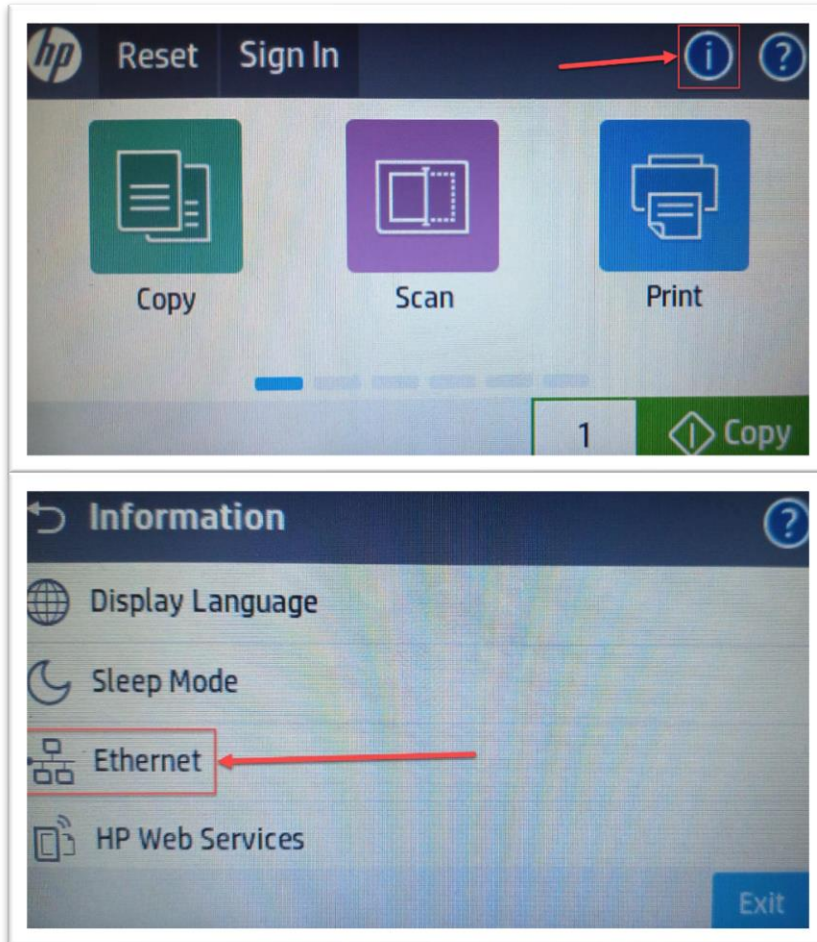 hp Reset Sign In i ?
Copy Scan Print
1 Copy
Information ?
Display Language
Sleep Mode
Ethernet
HP Web Services
Exit